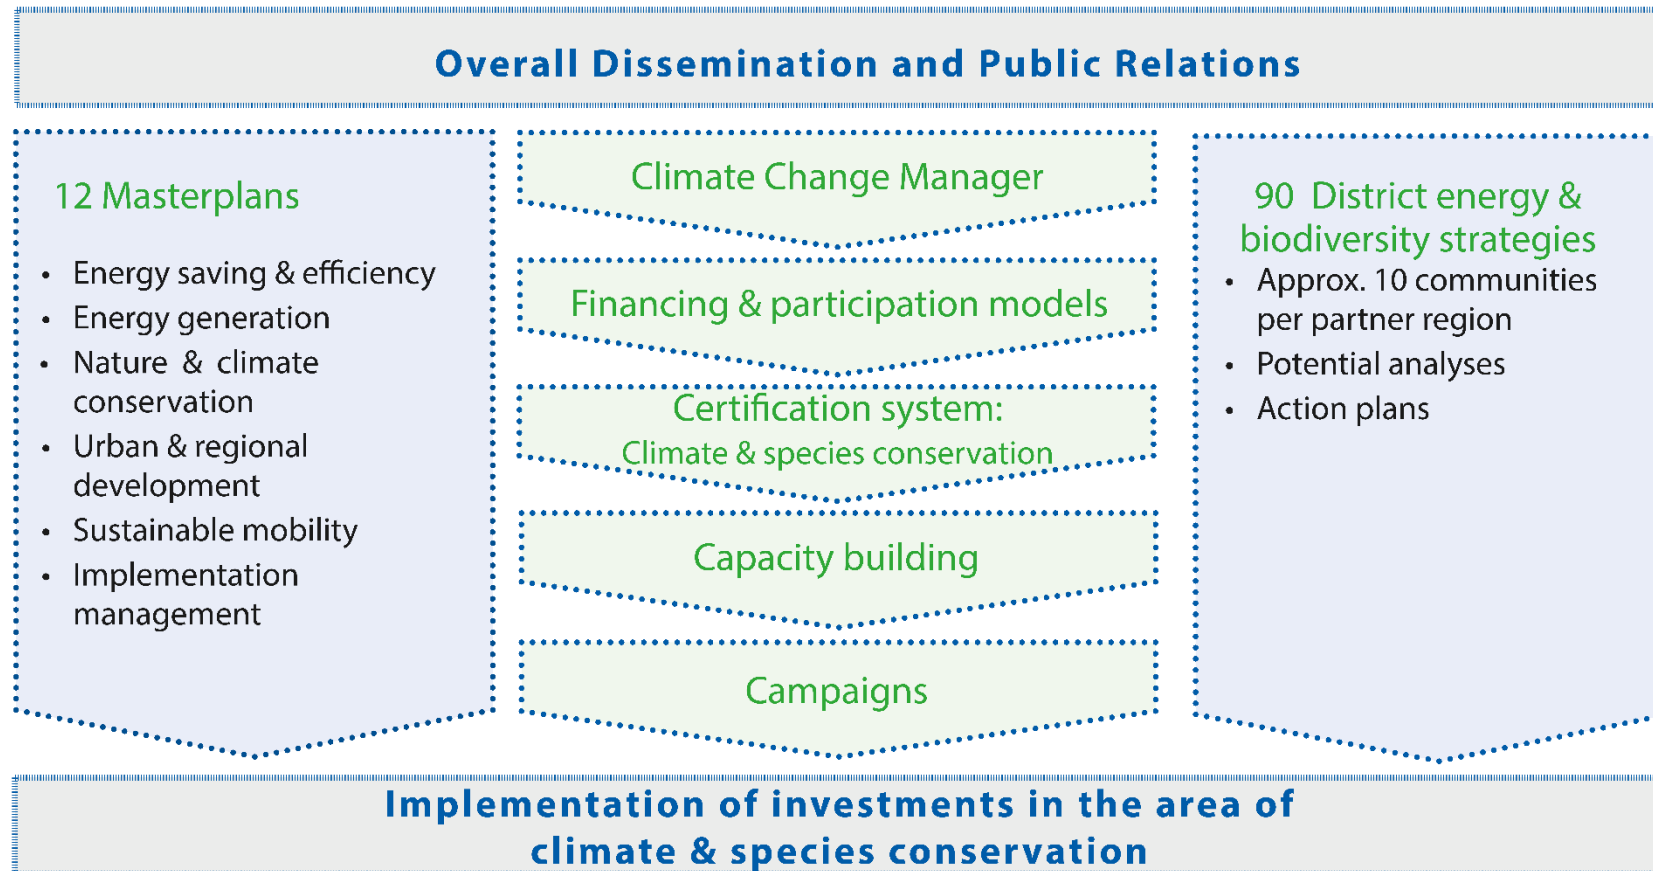 Overall Dissemination and Public Relations
12 Masterplans
• Energy saving & efficiency
• Energy generation
• Nature & climate
conservation
• Urban & regional
development
• Sustainable mobility
• Implementation
management
Climate Change Manager
Financing & participation models
Certification system:
Climate & species conservation
Capacity building
Campaigns
90 District energy &
biodiversity strategies
• Approx. 10 communities
per partner region
• Potential analyses
• Action plans
Implementation of investments in the area of
climate & species conservation